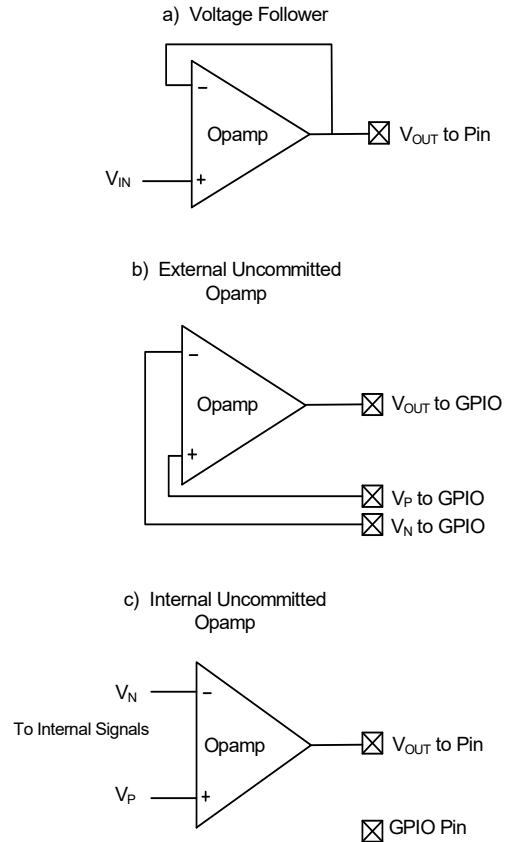 a) Voltage Follower
−
Opamp
V_OUT to Pin
V_IN
+
b) External Uncommitted
Opamp
−
Opamp
V_OUT to GPIO
+
V_P to GPIO
V_N to GPIO
c) Internal Uncommitted
Opamp
V_N
−
To Internal Signals
Opamp
V_OUT to Pin
V_P
+
GPIO Pin